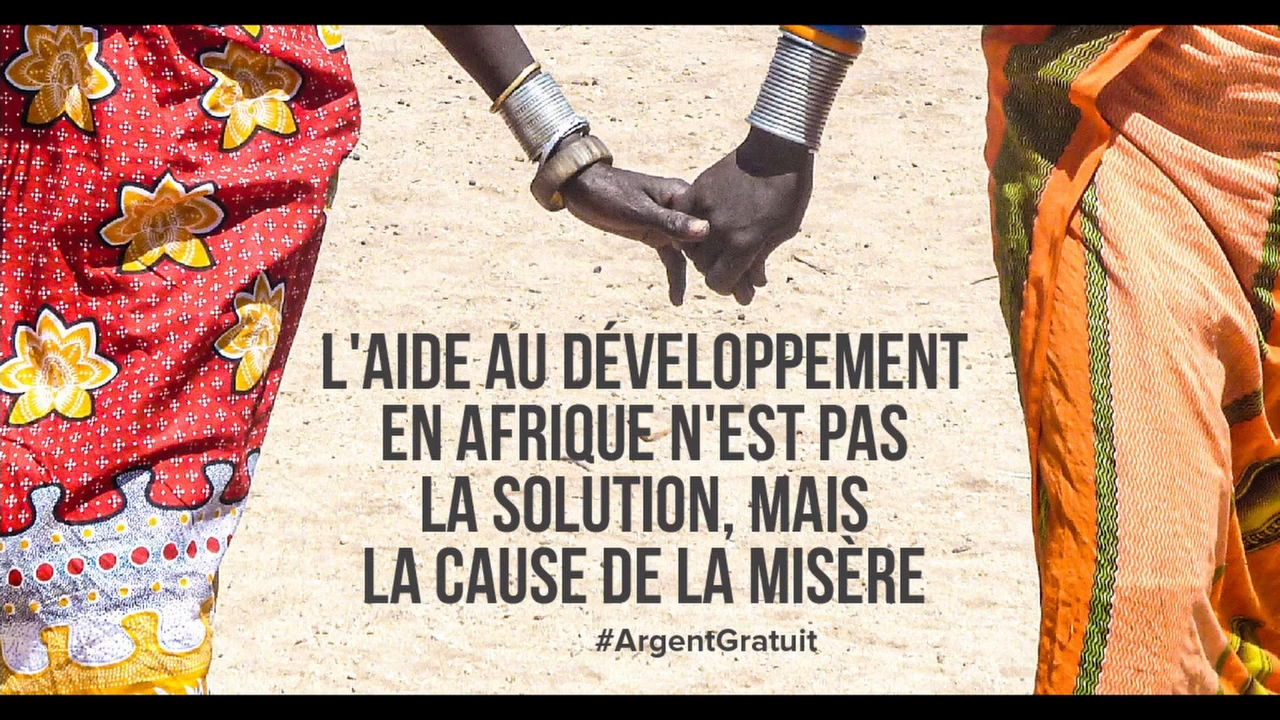 L'AIDE AU DÉVELOPPEMENT
EN AFRIQUE N'EST PAS
LA SOLUTION, MAIS
LA CAUSE DE LA MISÈRE
#ArgentGratuit